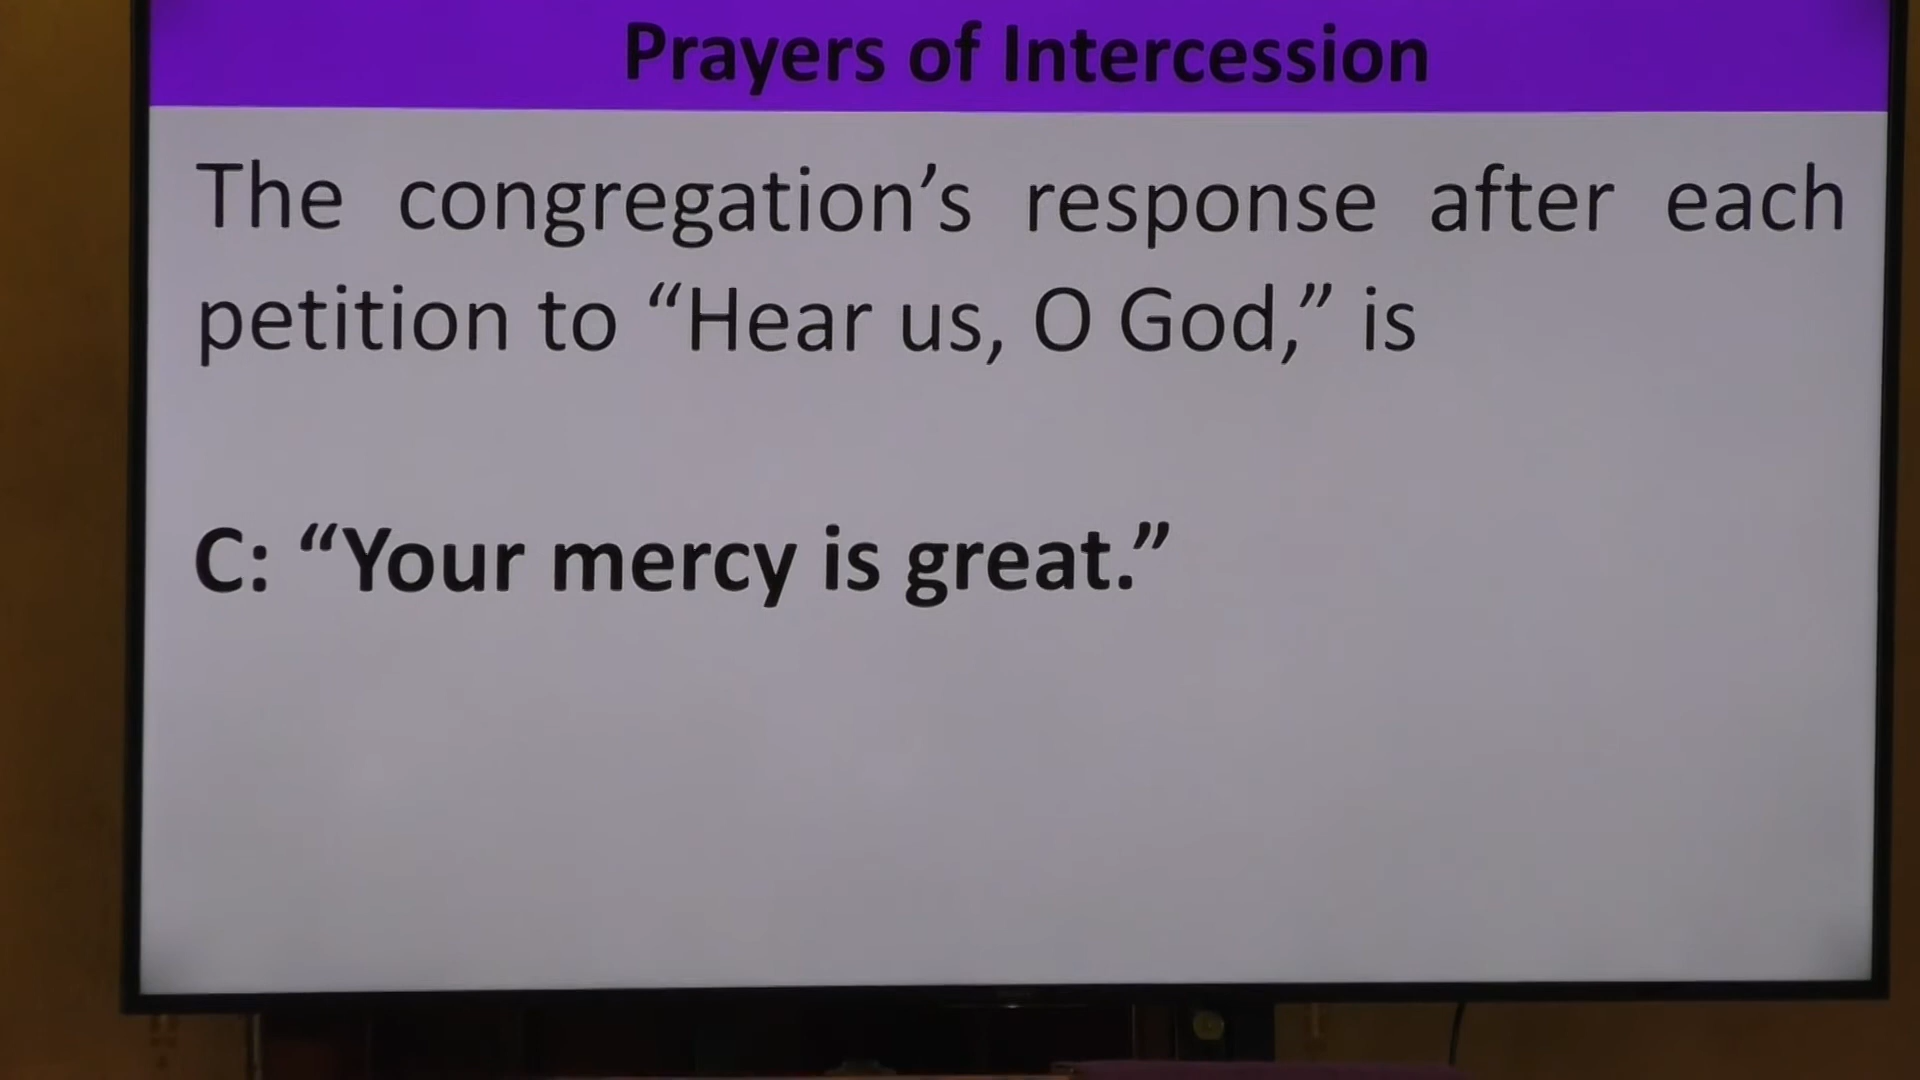 Prayers of Intercession
The congregation’s response after each
petition to “Hear us, O God,” is
C: “Your mercy is great.”